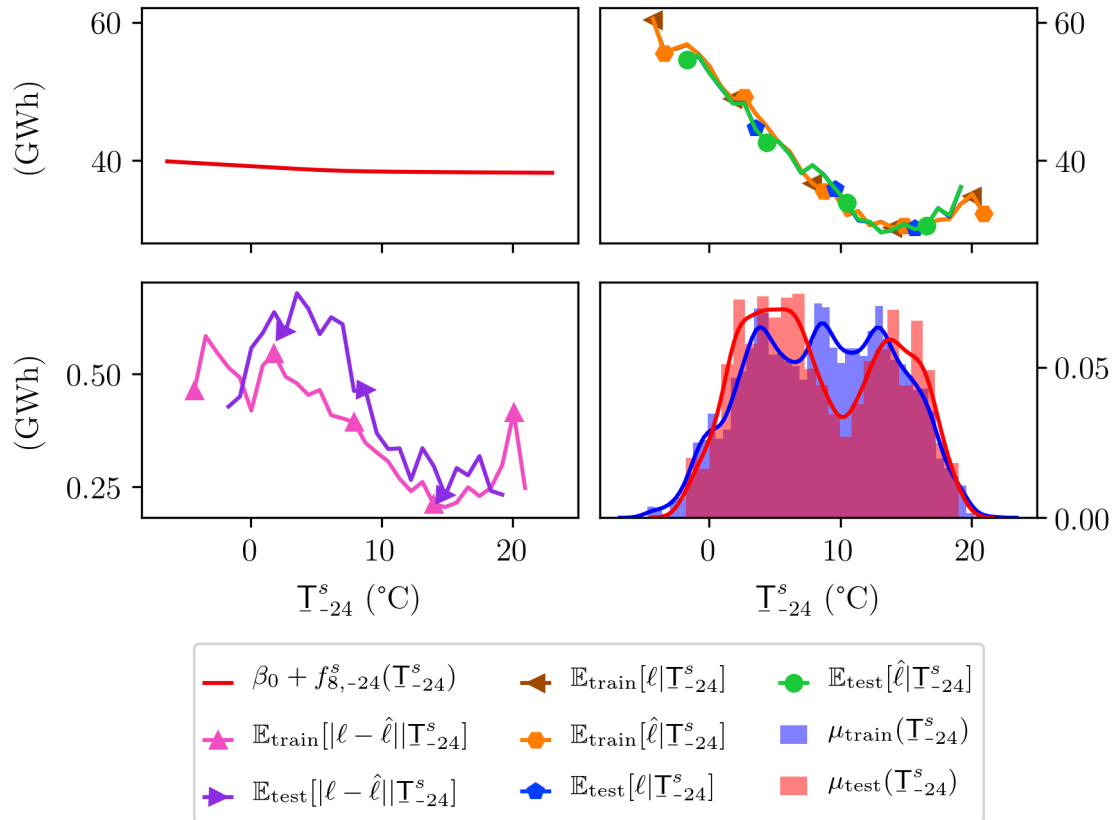 60
40
(GWh)
60
40
0.50
0.25
(GWh)
0.05
0.00
0 10 20
0 10 20
T̲ˢ₋₂₄ (°C)
T̲ˢ₋₂₄ (°C)
β₀ + fˢ₈,₋₂₄(T̲ˢ₋₂₄)
𝔼train[|ℓ − ℓ̂||T̲ˢ₋₂₄]
𝔼test[|ℓ − ℓ̂||T̲ˢ₋₂₄]
𝔼train[ℓ|T̲ˢ₋₂₄]
𝔼train[ℓ̂|T̲ˢ₋₂₄]
𝔼test[ℓ|T̲ˢ₋₂₄]
𝔼test[ℓ̂|T̲ˢ₋₂₄]
μtrain(T̲ˢ₋₂₄)
μtest(T̲ˢ₋₂₄)